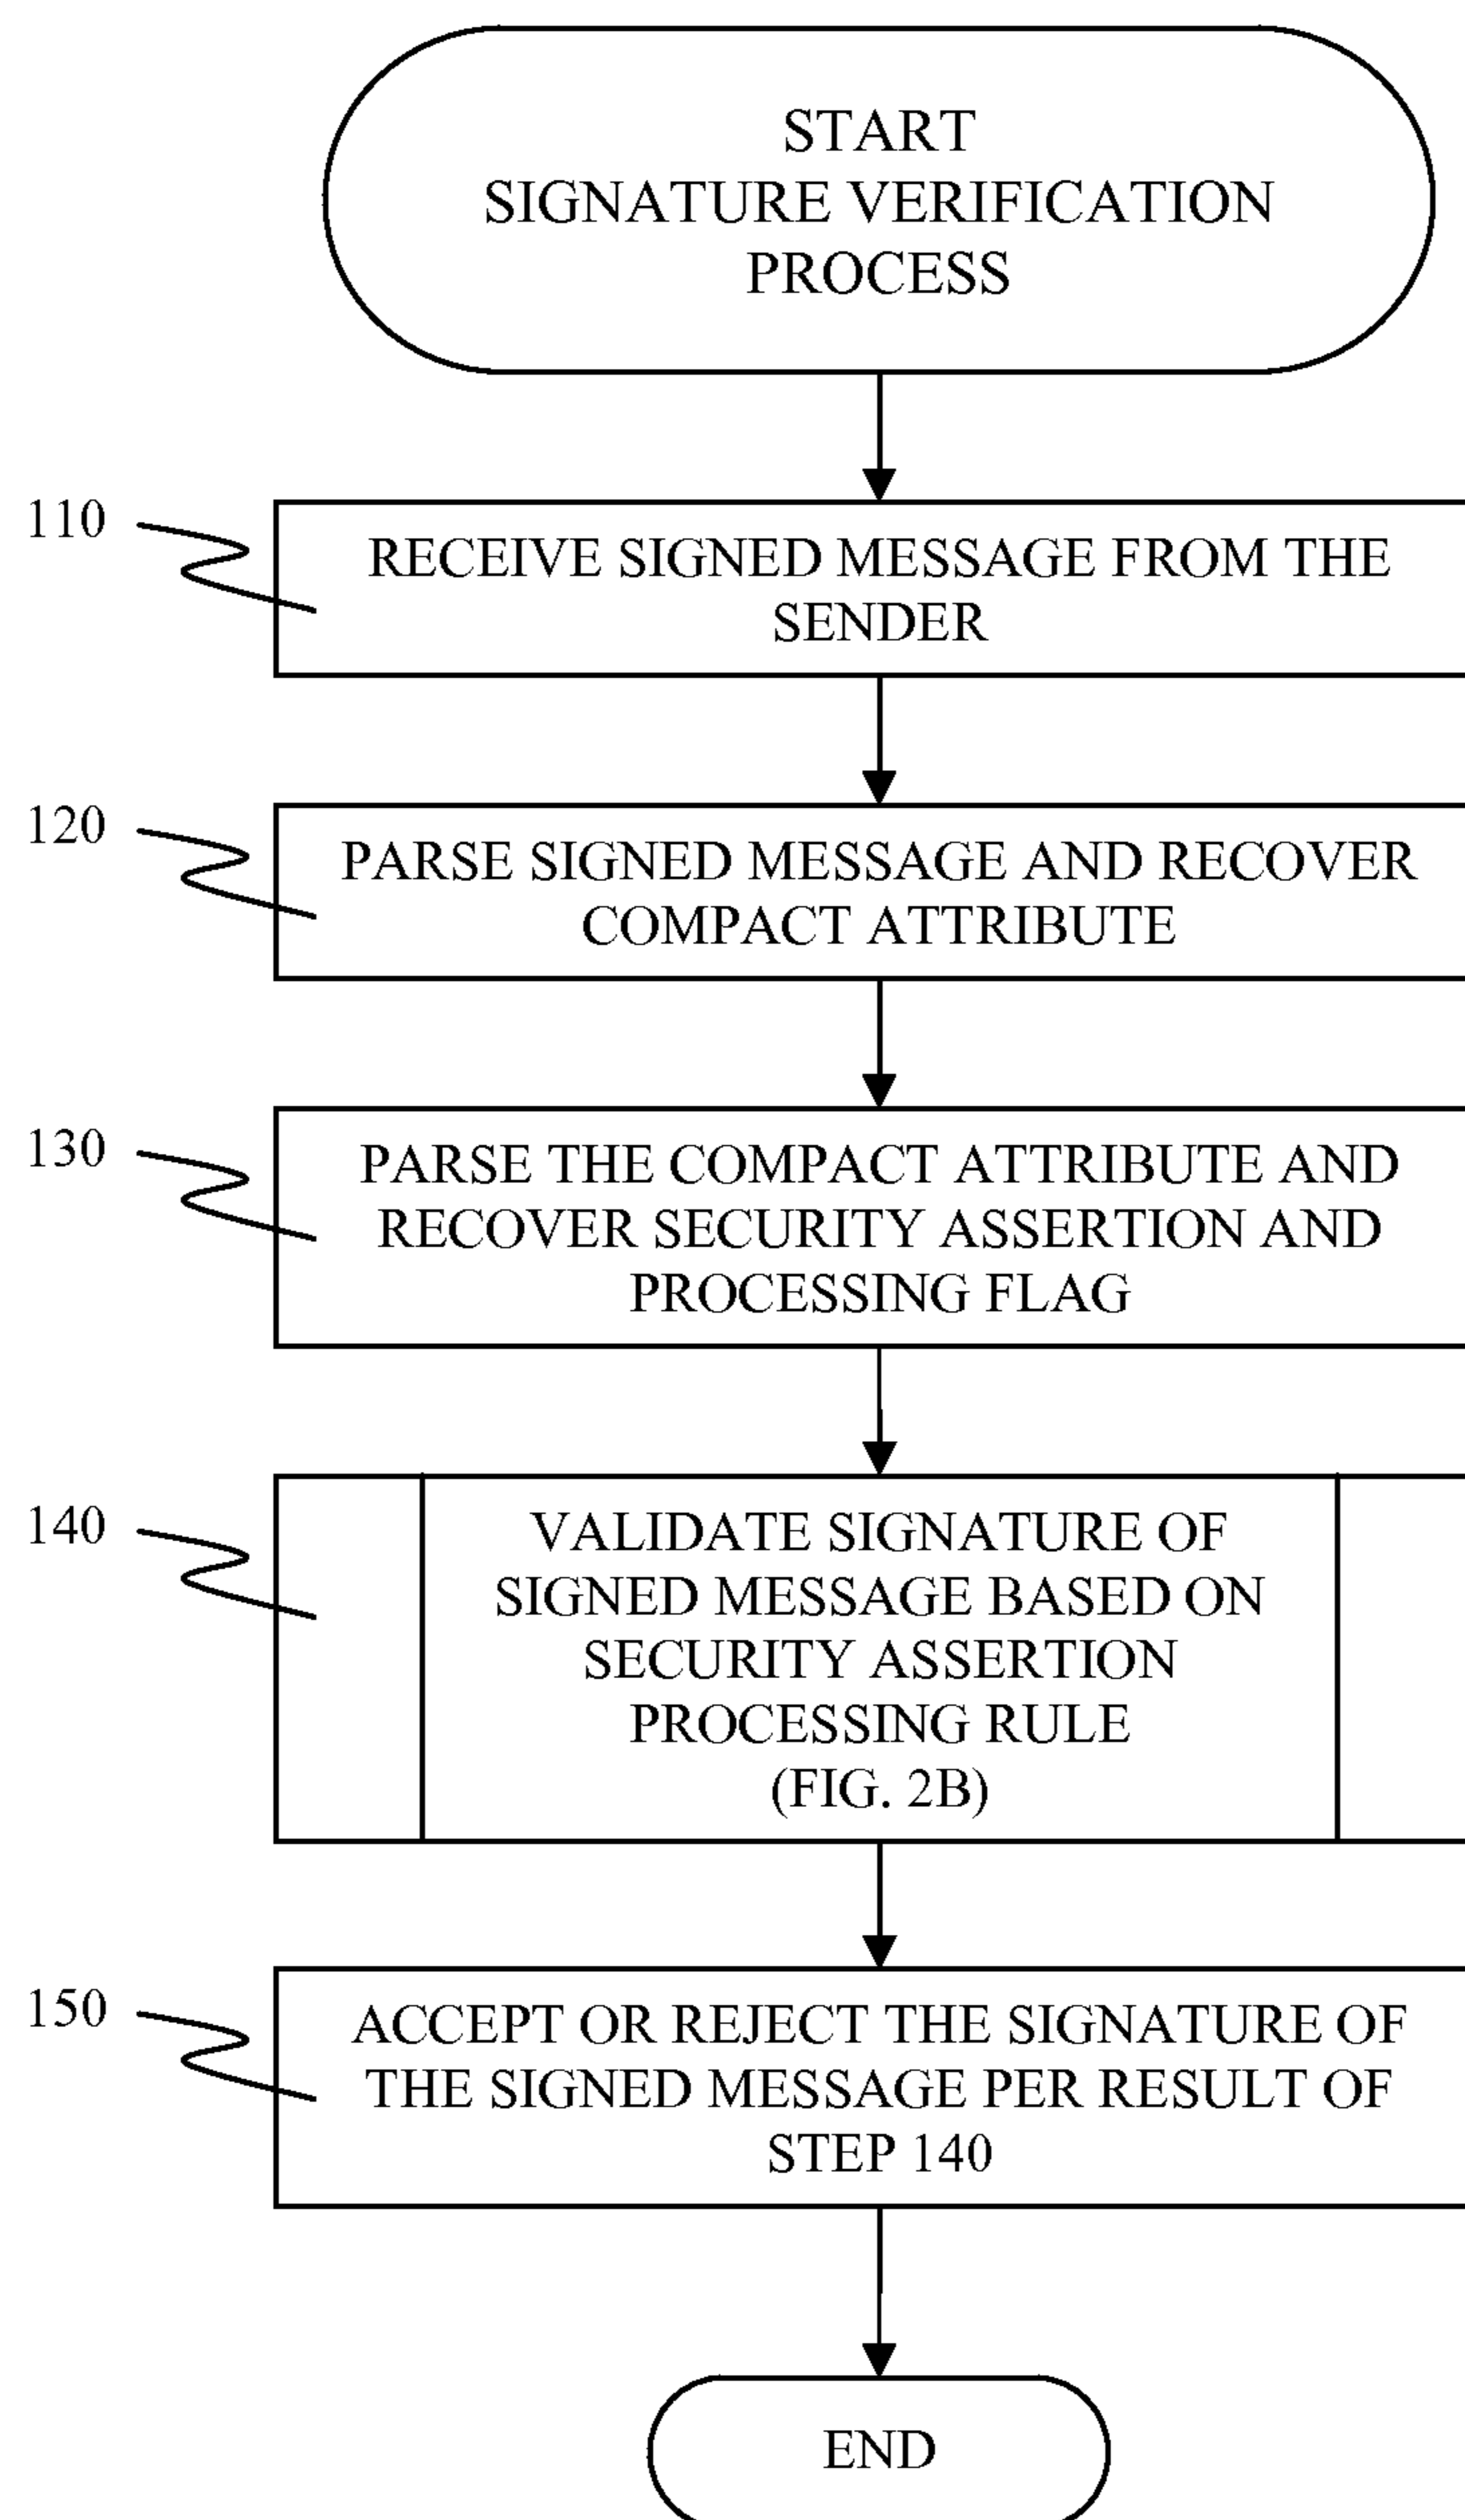 START
SIGNATURE VERIFICATION
PROCESS
110
RECEIVE SIGNED MESSAGE FROM THE
SENDER
120
PARSE SIGNED MESSAGE AND RECOVER
COMPACT ATTRIBUTE
130
PARSE THE COMPACT ATTRIBUTE AND
RECOVER SECURITY ASSERTION AND
PROCESSING FLAG
140
VALIDATE SIGNATURE OF
SIGNED MESSAGE BASED ON
SECURITY ASSERTION
PROCESSING RULE
(FIG. 2B)
150
ACCEPT OR REJECT THE SIGNATURE OF
THE SIGNED MESSAGE PER RESULT OF
STEP 140
END